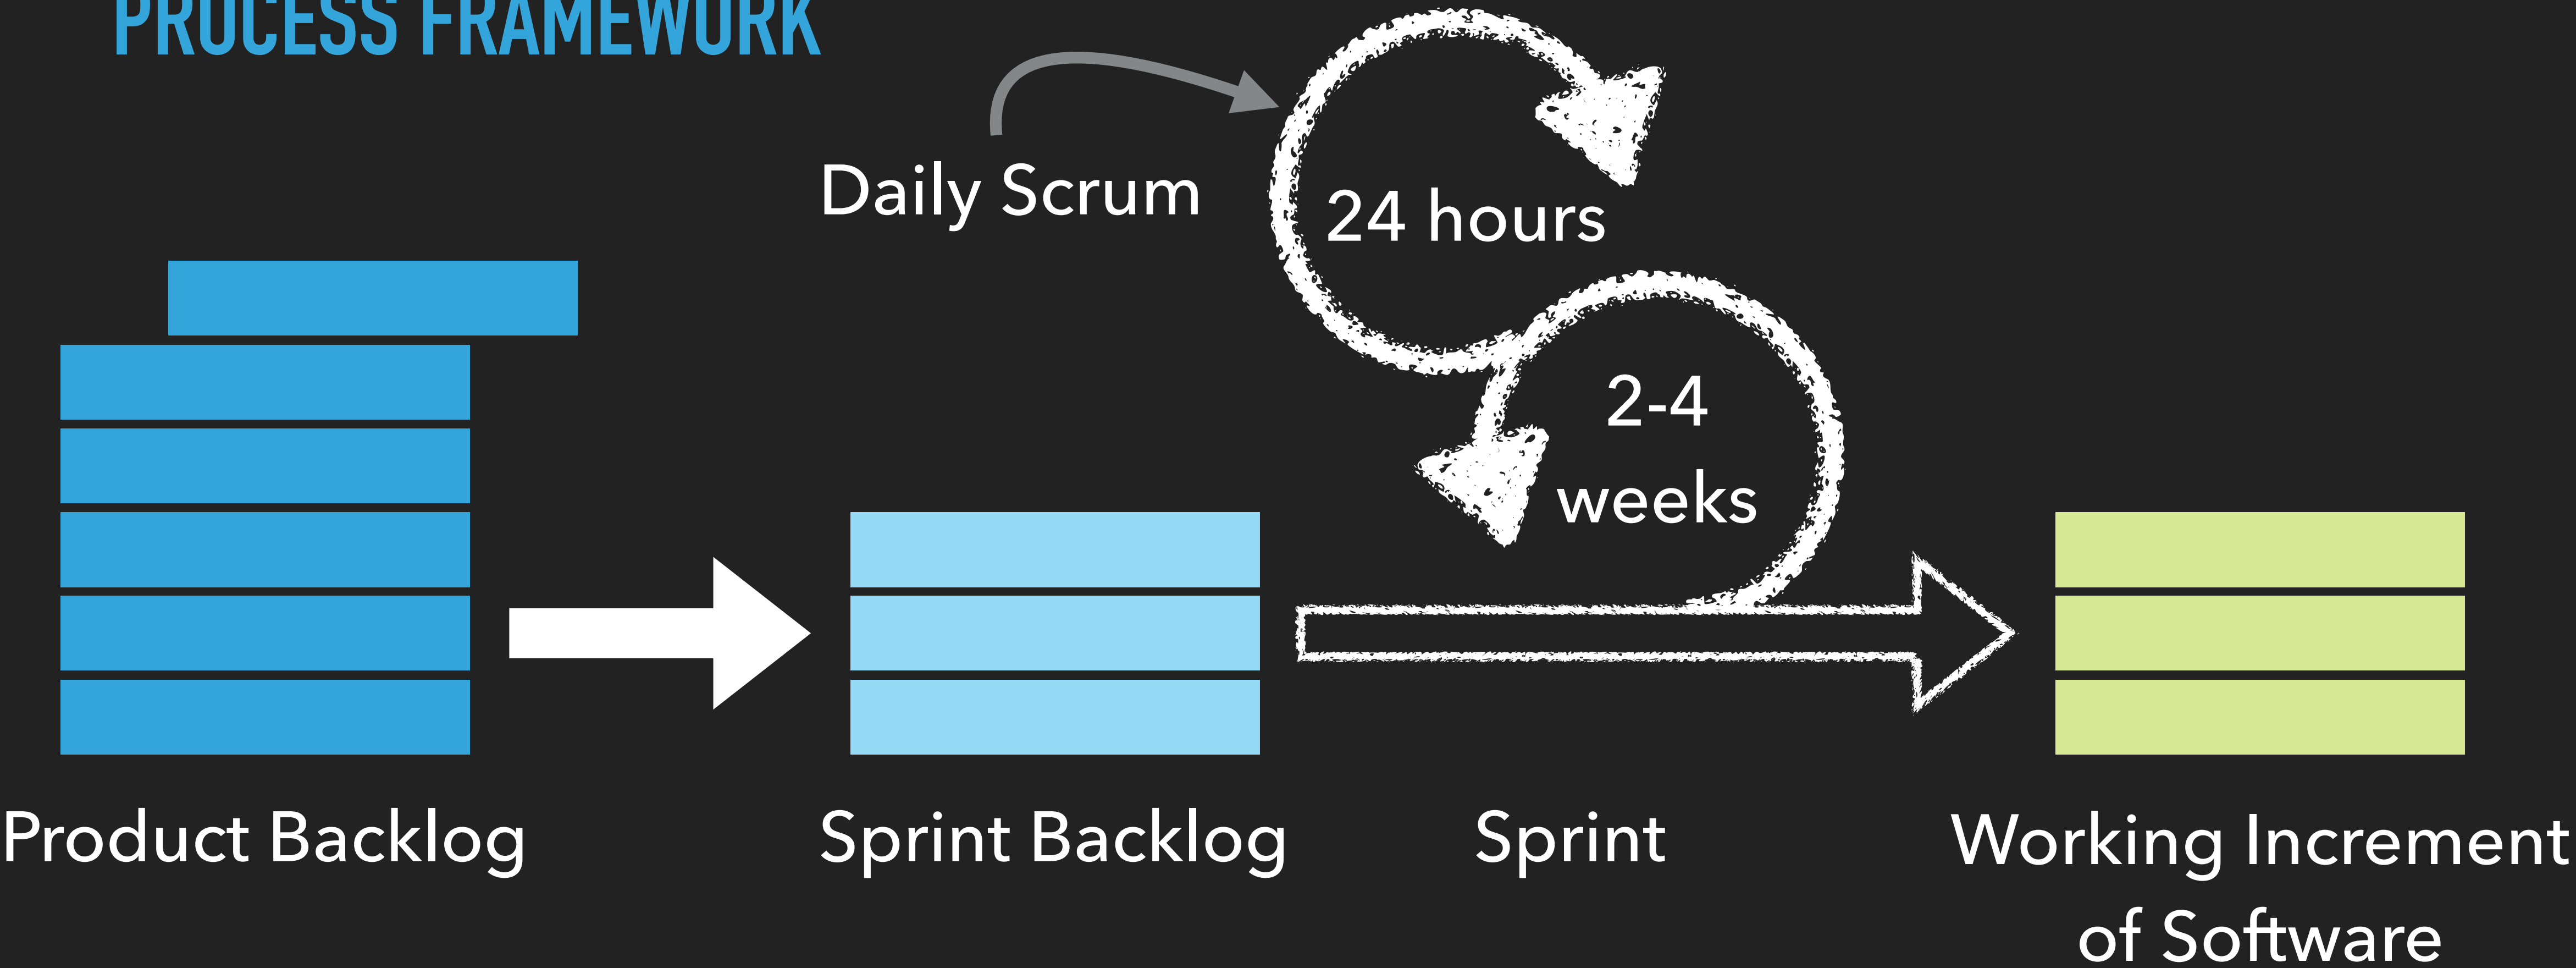 PROCESS FRAMEWORK
Daily Scrum
24 hours
2-4
weeks
Product Backlog
Sprint Backlog
Sprint
Working Increment
of Software